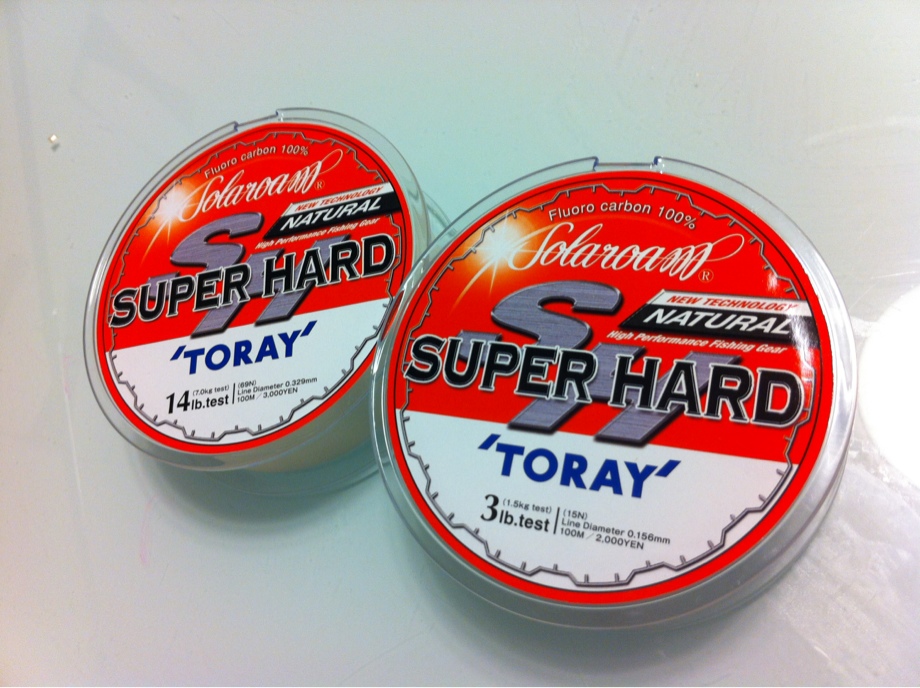 Fluoro carbon 100%
Solaroam®
NEW TECHNOLOGY
NATURAL
High Performance Fishing Gear
SH
SUPER HARD
'TORAY'
14lb.test (7.0kg test) (69N)
Line Diameter 0.329mm
100M / 3,000YEN
Fluoro carbon 100%
Solaroam®
NEW TECHNOLOGY
NATURAL
High Performance Fishing Gear
SH
SUPER HARD
'TORAY'
3lb.test (1.5kg test) (15N)
Line Diameter 0.156mm
100M / 2,000YEN